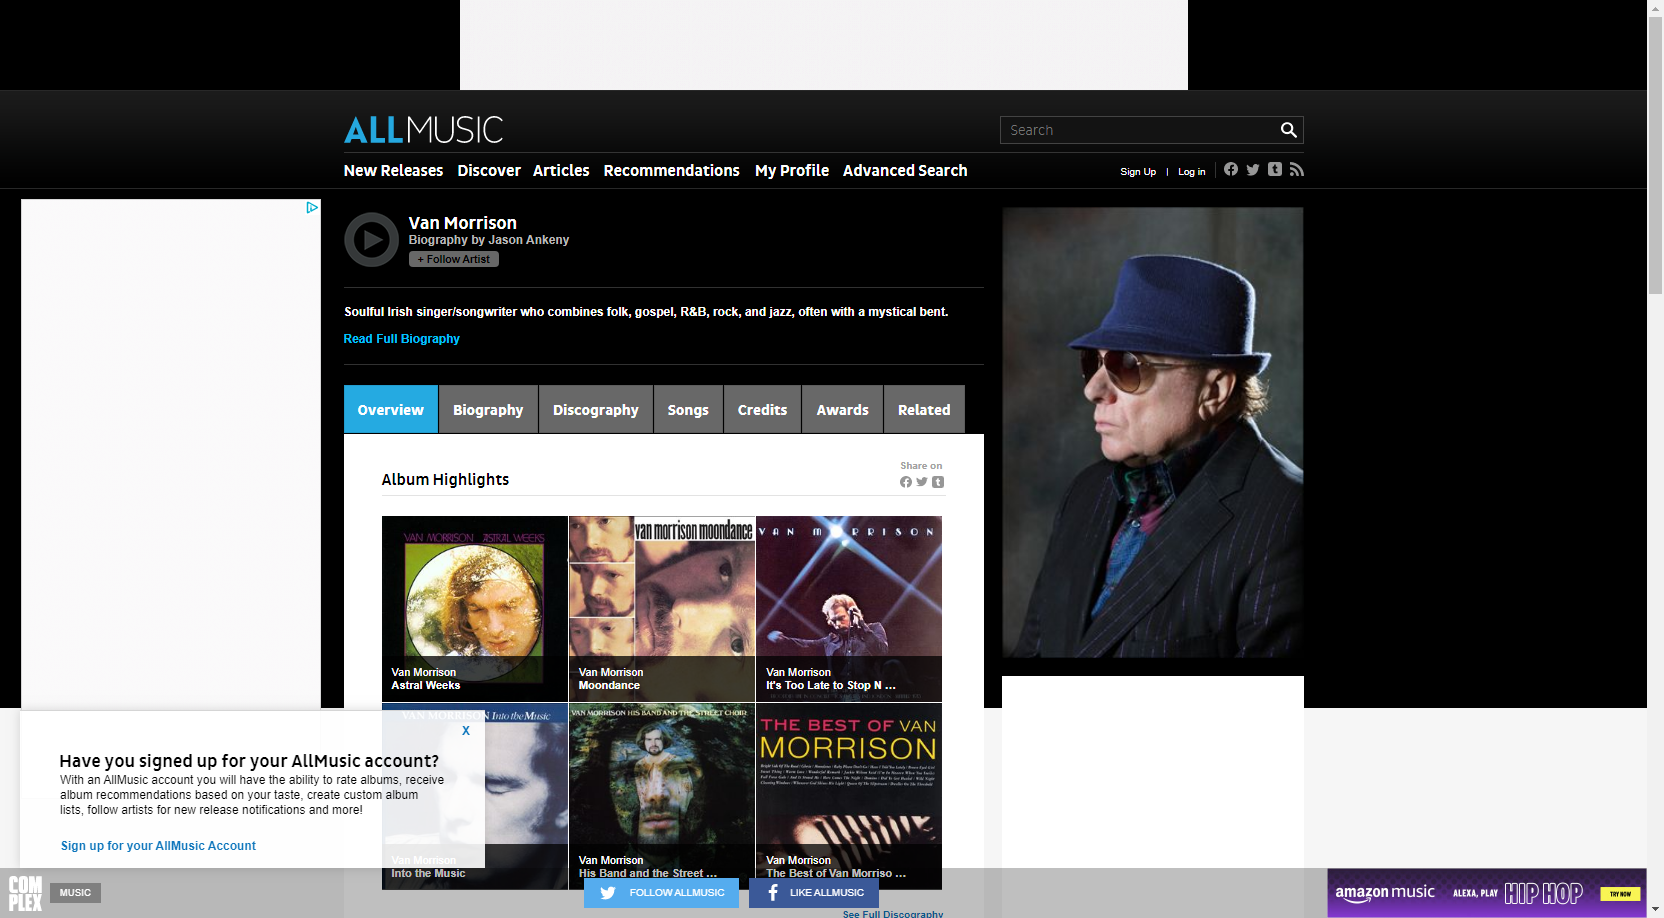 ALLMUSIC
Search
New Releases Discover Articles Recommendations My Profile Advanced Search
Sign Up | Log in
Van Morrison
Biography by Jason Ankeny
+ Follow Artist
Soulful Irish singer/songwriter who combines folk, gospel, R&B, rock, and jazz, often with a mystical bent.
Read Full Biography
Overview Biography Discography Songs Credits Awards Related
Share on
Album Highlights
VAN MORRISON ASTRAL WEEKS
van morrison moondance
VAN MORRISON
Van Morrison
Astral Weeks
Van Morrison
Moondance
Van Morrison
It's Too Late to Stop N ...
VAN MORRISON Into the Music
VAN MORRISON HIS BAND AND THE STREET CHOIR
THE BEST OF VAN
MORRISON
Van Morrison
Into the Music
Van Morrison
His Band and the Street ...
Van Morrison
The Best of Van Morriso ...
X
Have you signed up for your AllMusic account?
With an AllMusic account you will have the ability to rate albums, receive
album recommendations based on your taste, create custom album
lists, follow artists for new release notifications and more!
Sign up for your AllMusic Account
COM
PLEX
MUSIC
FOLLOW ALLMUSIC
LIKE ALLMUSIC
See Full Discography
amazon music
ALEXA, PLAY
HIP HOP
TRY NOW